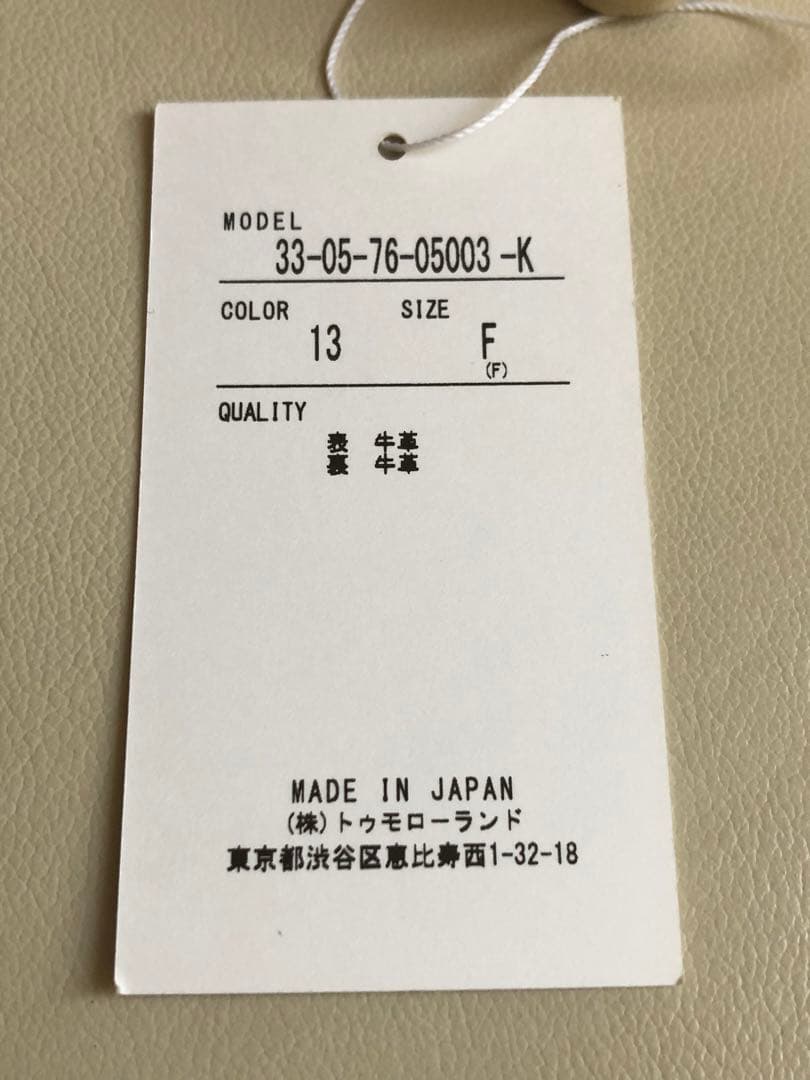 MODEL
33-05-76-05003-K
COLOR SIZE
13 F
(F)
QUALITY
表 牛革
裏 牛革
MADE IN JAPAN
(株)トゥモローランド
東京都渋谷区恵比寿西1-32-18